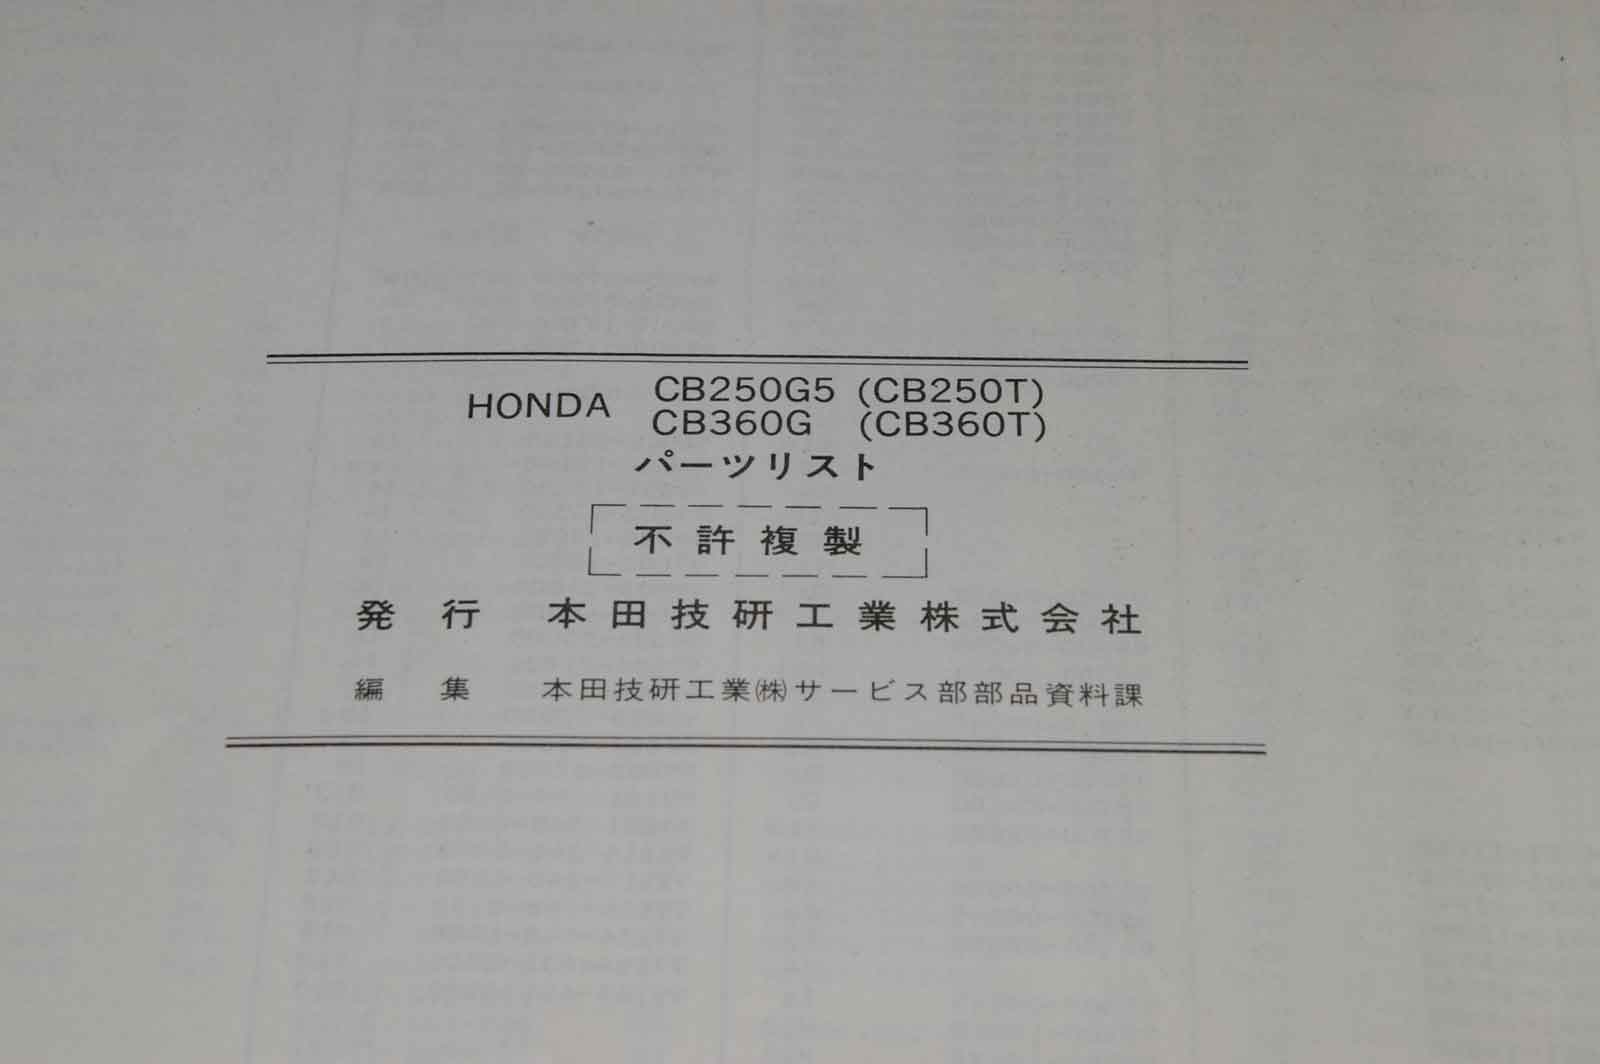 HONDA CB250G5 (CB250T)
CB360G (CB360T)
パーツリスト
不許複製
発行 本田技研工業株式会社
編集 本田技研工業㈱サービス部部品資料課